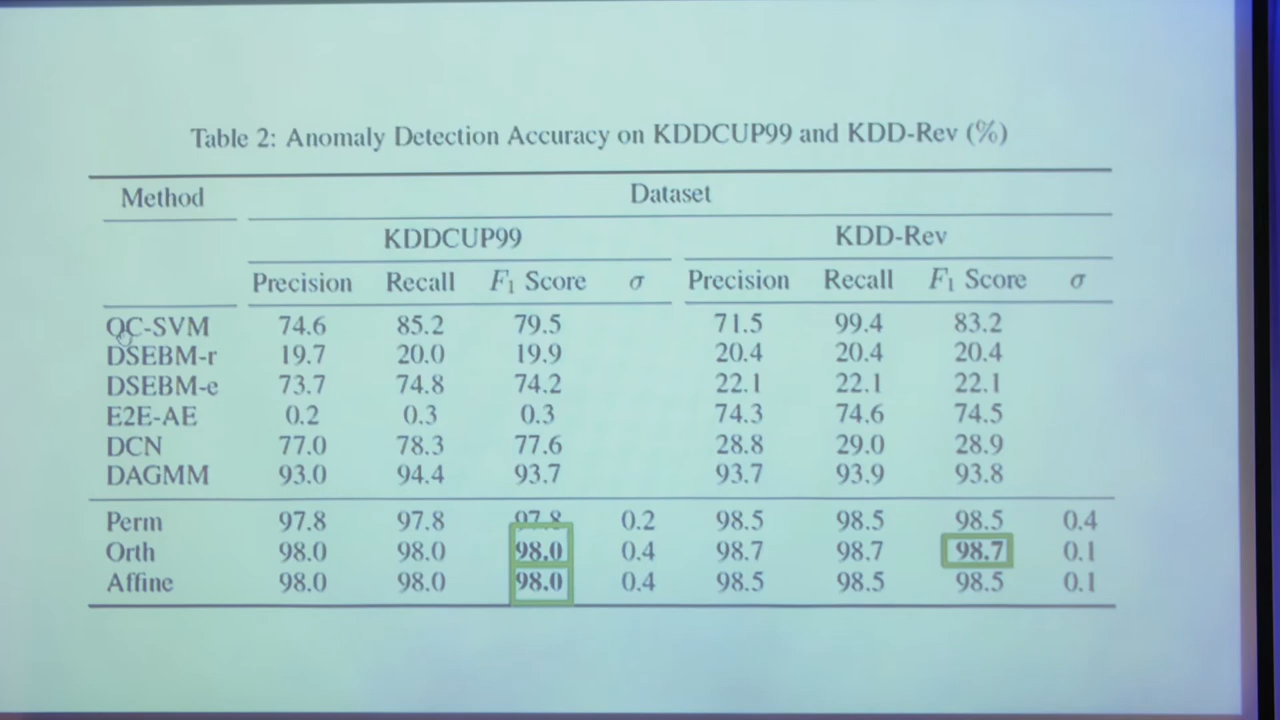 Table 2: Anomaly Detection Accuracy on KDDCUP99 and KDD-Rev (%)
Method Dataset
KDDCUP99 KDD-Rev
Precision Recall F1 Score σ Precision Recall F1 Score σ
OC-SVM 74.6 85.2 79.5 71.5 99.4 83.2
DSEBM-r 19.7 20.0 19.9 20.4 20.4 20.4
DSEBM-e 73.7 74.8 74.2 22.1 22.1 22.1
E2E-AE 0.2 0.3 0.3 74.3 74.6 74.5
DCN 77.0 78.3 77.6 28.8 29.0 28.9
DAGMM 93.0 94.4 93.7 93.7 93.9 93.8
Perm 97.8 97.8 97.8 0.2 98.5 98.5 98.5 0.4
Orth 98.0 98.0 98.0 0.4 98.7 98.7 98.7 0.1
Affine 98.0 98.0 98.0 0.4 98.5 98.5 98.5 0.1